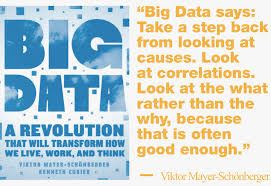 BIG
DATA
A REVOLUTION
THAT WILL TRANSFORM HOW
WE LIVE, WORK, AND THINK
VIKTOR MAYER-SCHÖNBERGER
KENNETH CUKIER
“Big Data says:
Take a step back
from looking at
causes. Look
at correlations.
Look at the what
rather than the
why, because
that is often
good enough.”
— Viktor Mayer-Schönberger